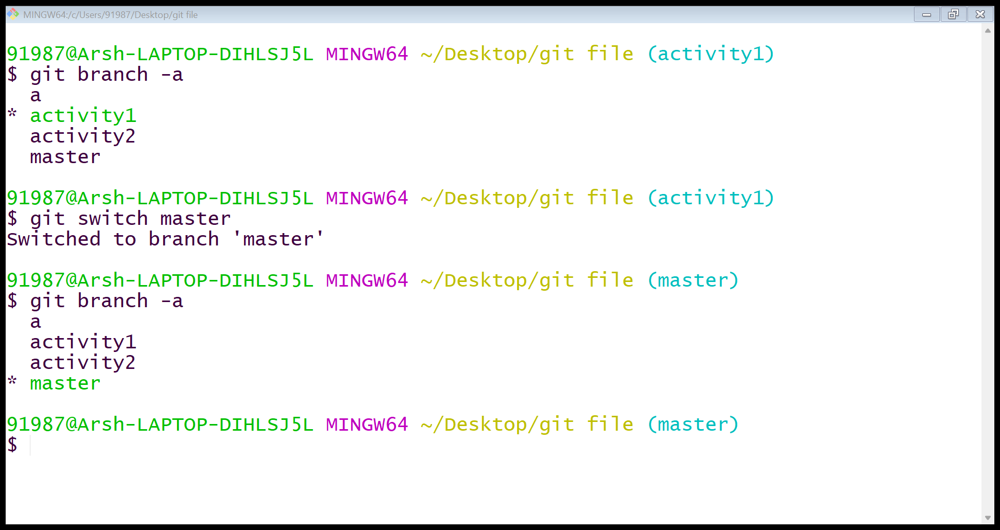 MINGW64:/c/Users/91987/Desktop/git file
91987@Arsh-LAPTOP-DIHLSJ5L MINGW64 ~/Desktop/git file (activity1)
$ git branch -a
  a
* activity1
  activity2
  master
91987@Arsh-LAPTOP-DIHLSJ5L MINGW64 ~/Desktop/git file (activity1)
$ git switch master
Switched to branch 'master'
91987@Arsh-LAPTOP-DIHLSJ5L MINGW64 ~/Desktop/git file (master)
$ git branch -a
  a
  activity1
  activity2
* master
91987@Arsh-LAPTOP-DIHLSJ5L MINGW64 ~/Desktop/git file (master)
$